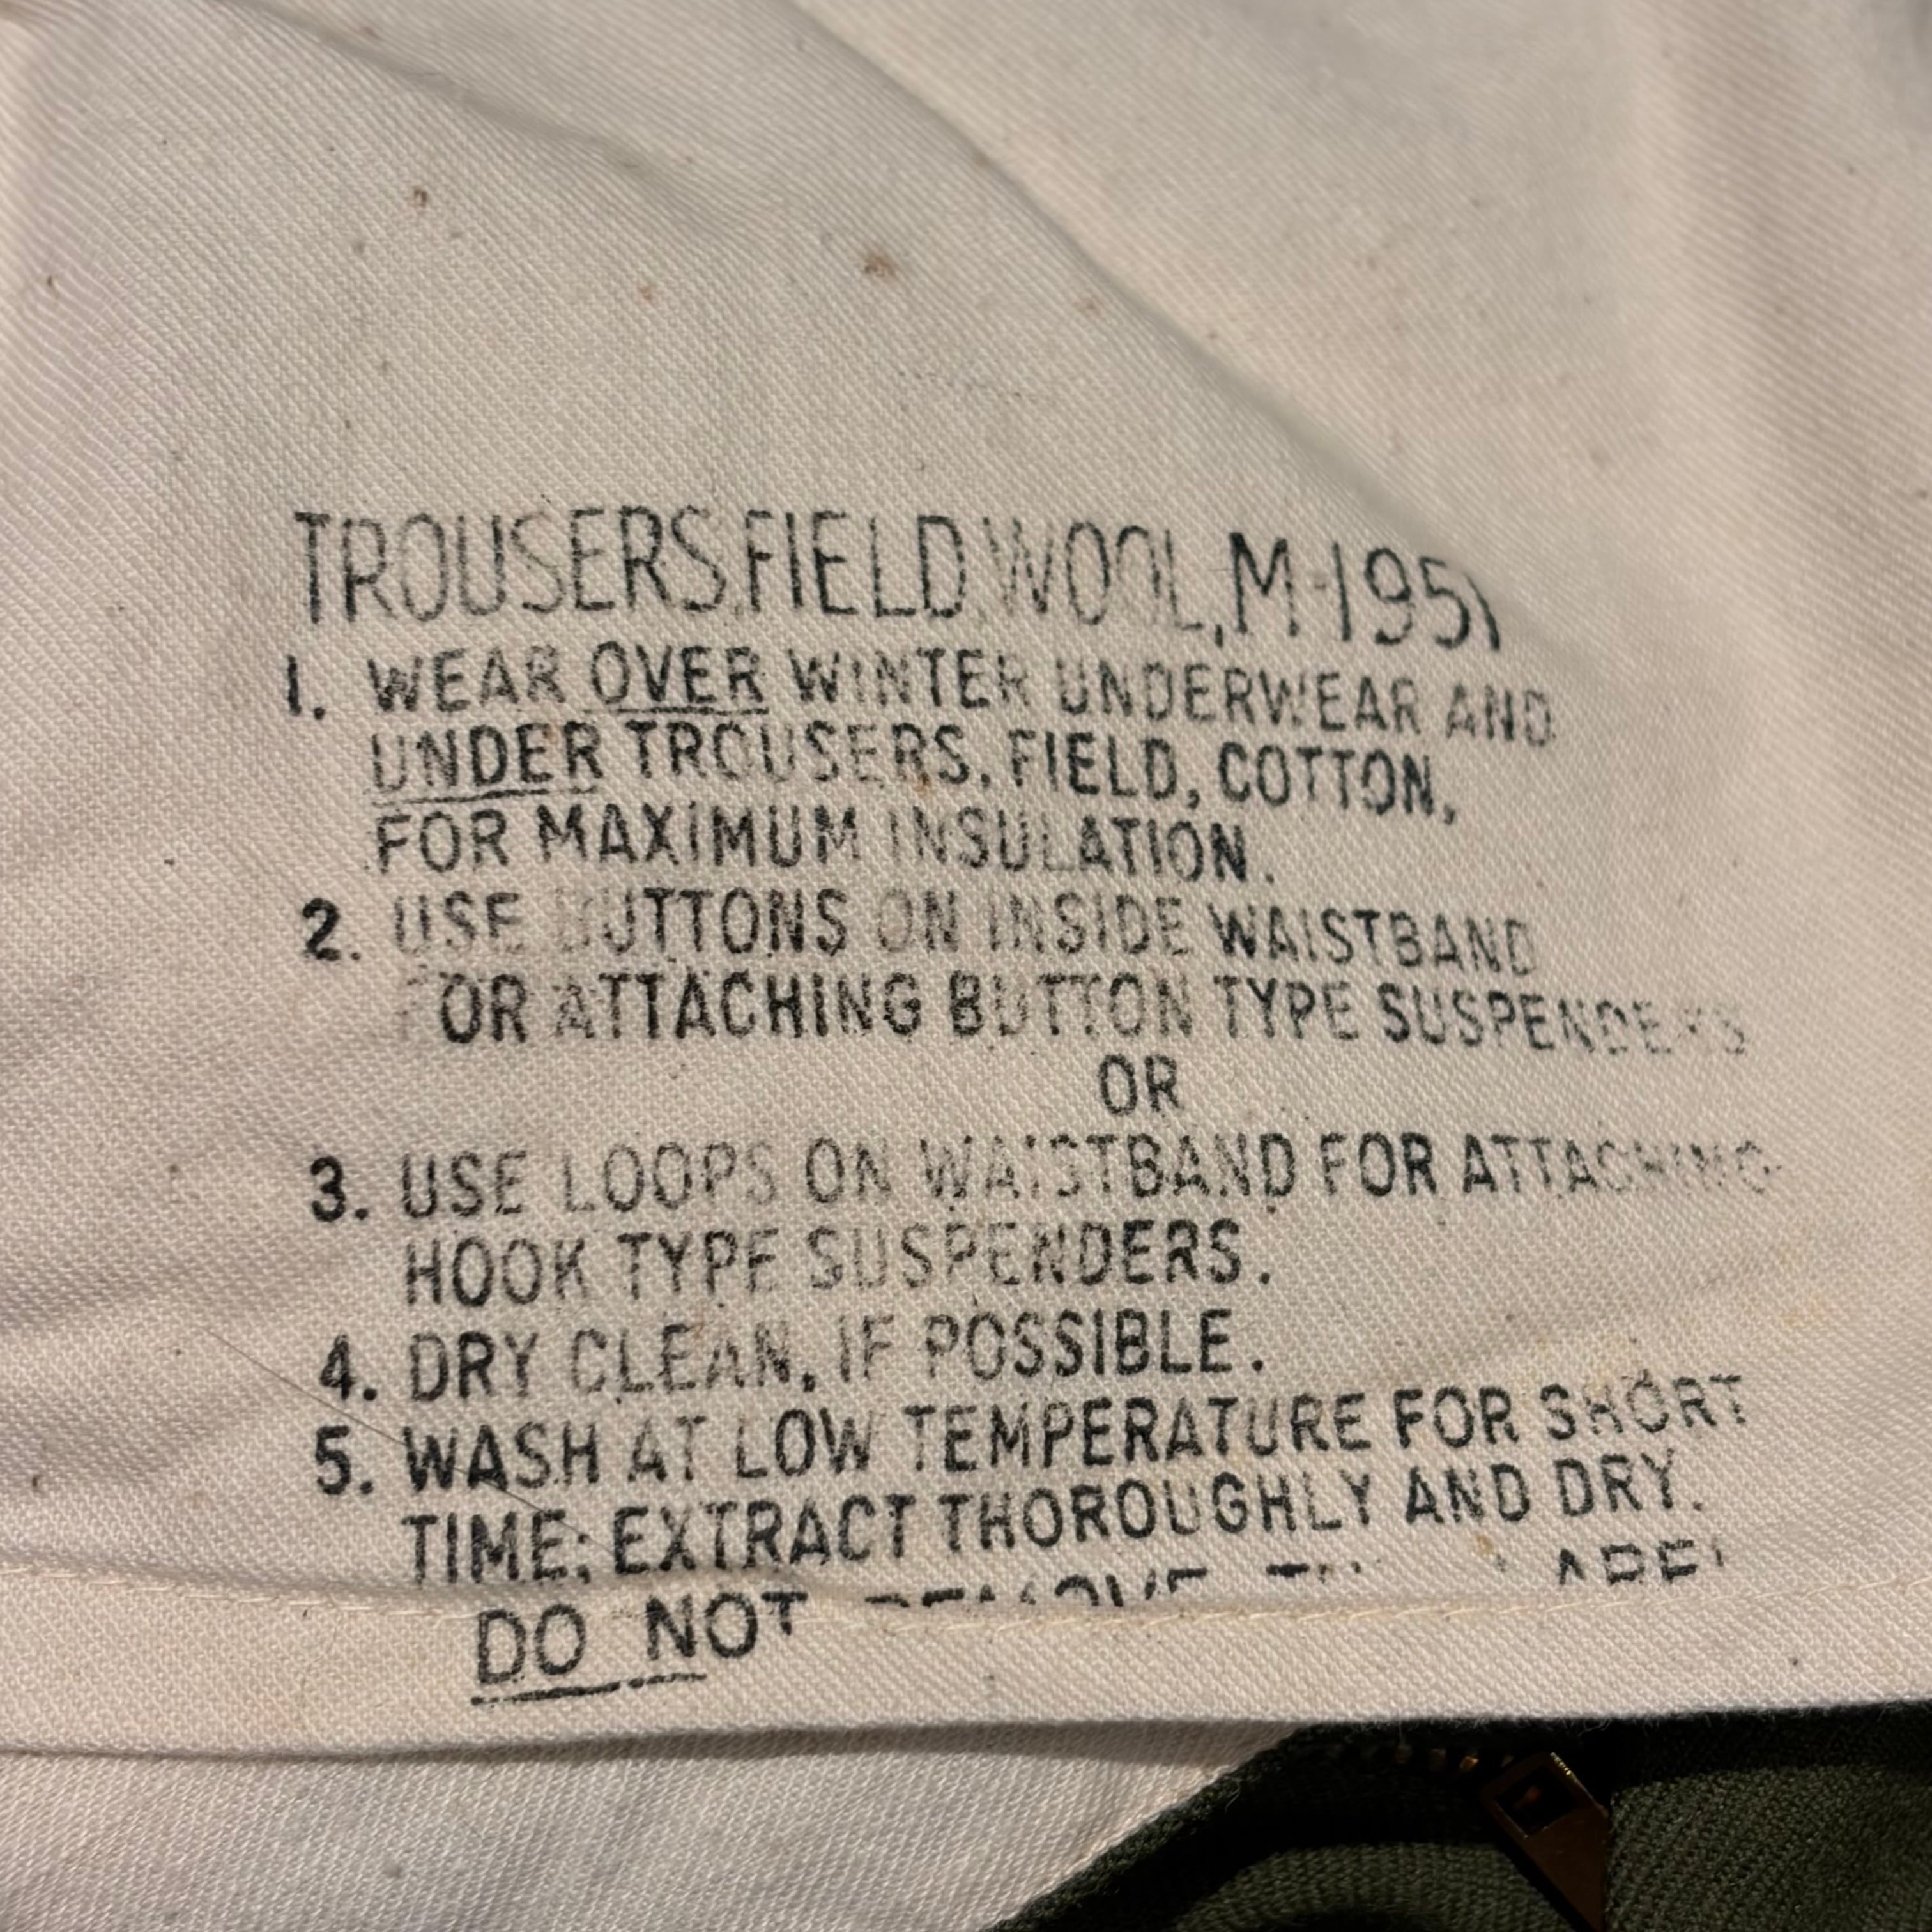 TROUSERS, FIELD, WOOL, M-1951
1. WEAR OVER WINTER UNDERWEAR AND
UNDER TROUSERS, FIELD, COTTON,
FOR MAXIMUM INSULATION.
2. USE BUTTONS ON INSIDE WAISTBAND
FOR ATTACHING BUTTON TYPE SUSPENDERS
OR
3. USE LOOPS ON WAISTBAND FOR ATTACHING
HOOK TYPE SUSPENDERS.
4. DRY CLEAN, IF POSSIBLE.
5. WASH AT LOW TEMPERATURE FOR SHORT
TIME; EXTRACT THOROUGHLY AND DRY.
DO NOT REMOVE